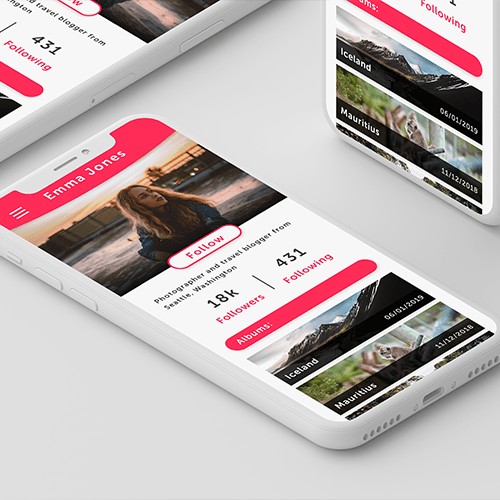 Washington
431
Following
travel blogger from
Following
Albums:
Iceland
06/01/2019
Mauritius
11/12/2018
Emma Jones
Follow
Photographer and travel blogger from
Seattle, Washington
18k
431
Followers
Following
Albums:
Iceland
06/01/2019
Mauritius
11/12/2018